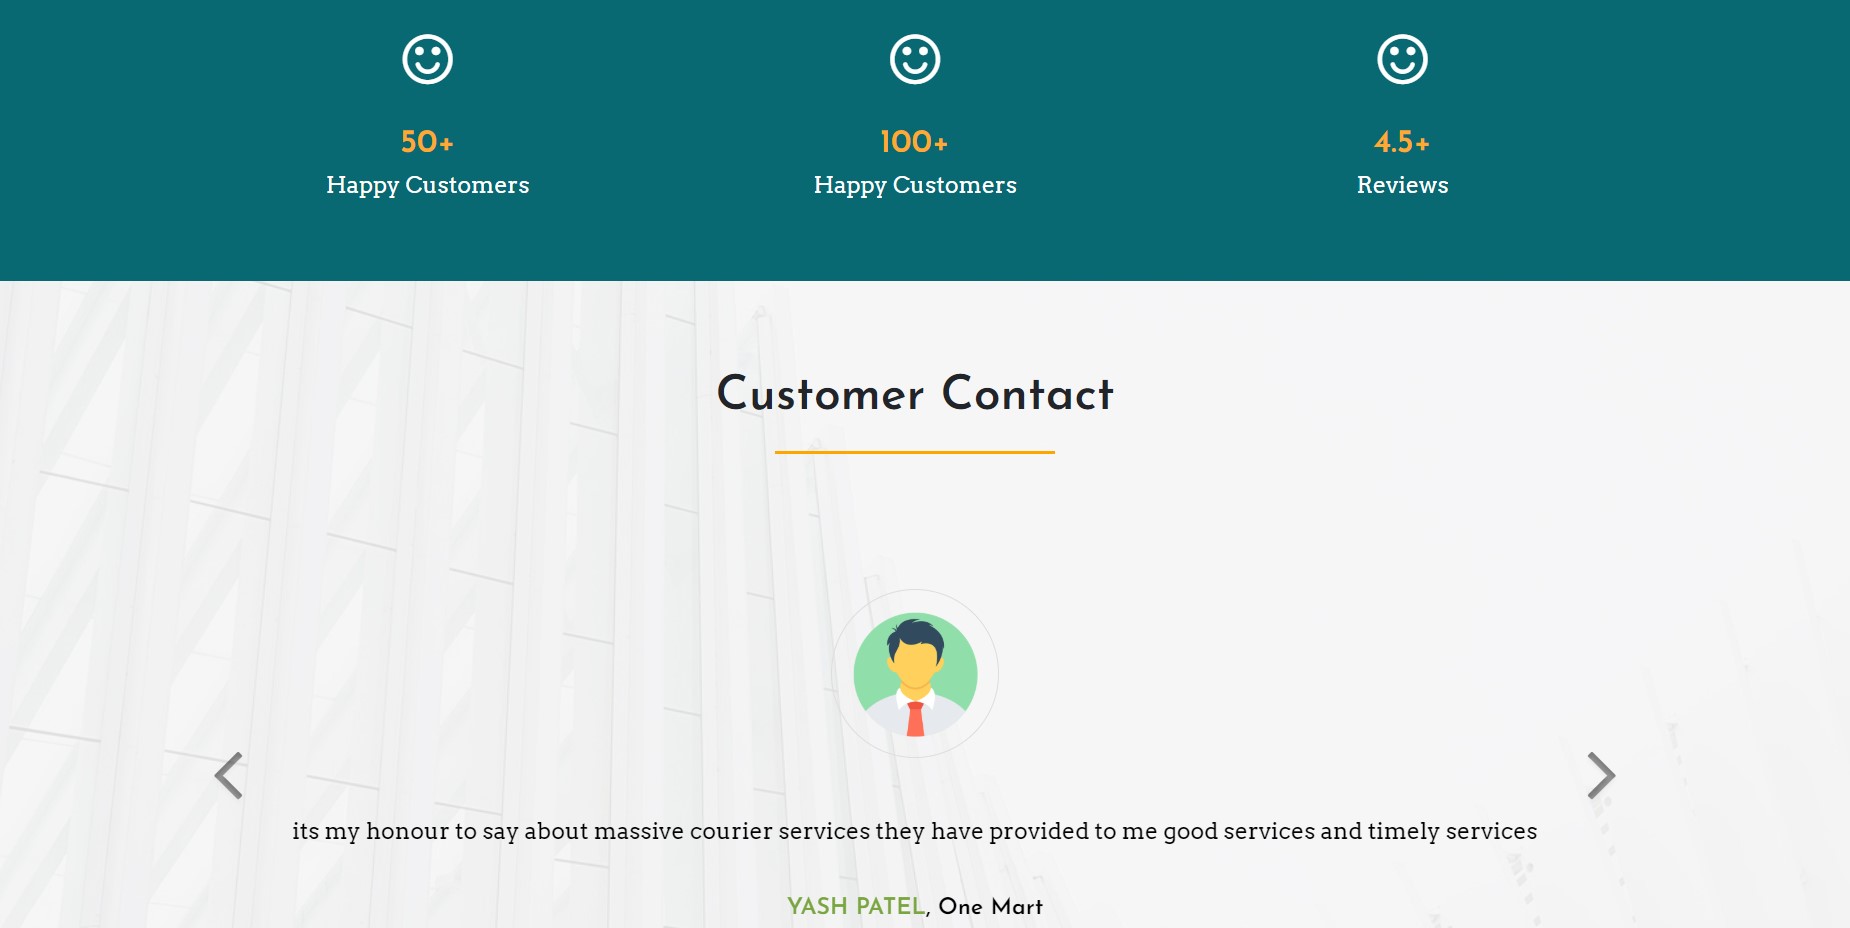 50+
100+
4.5+
Happy Customers
Happy Customers
Reviews
Customer Contact
its my honour to say about massive courier services they have provided to me good services and timely services
YASH PATEL, One Mart